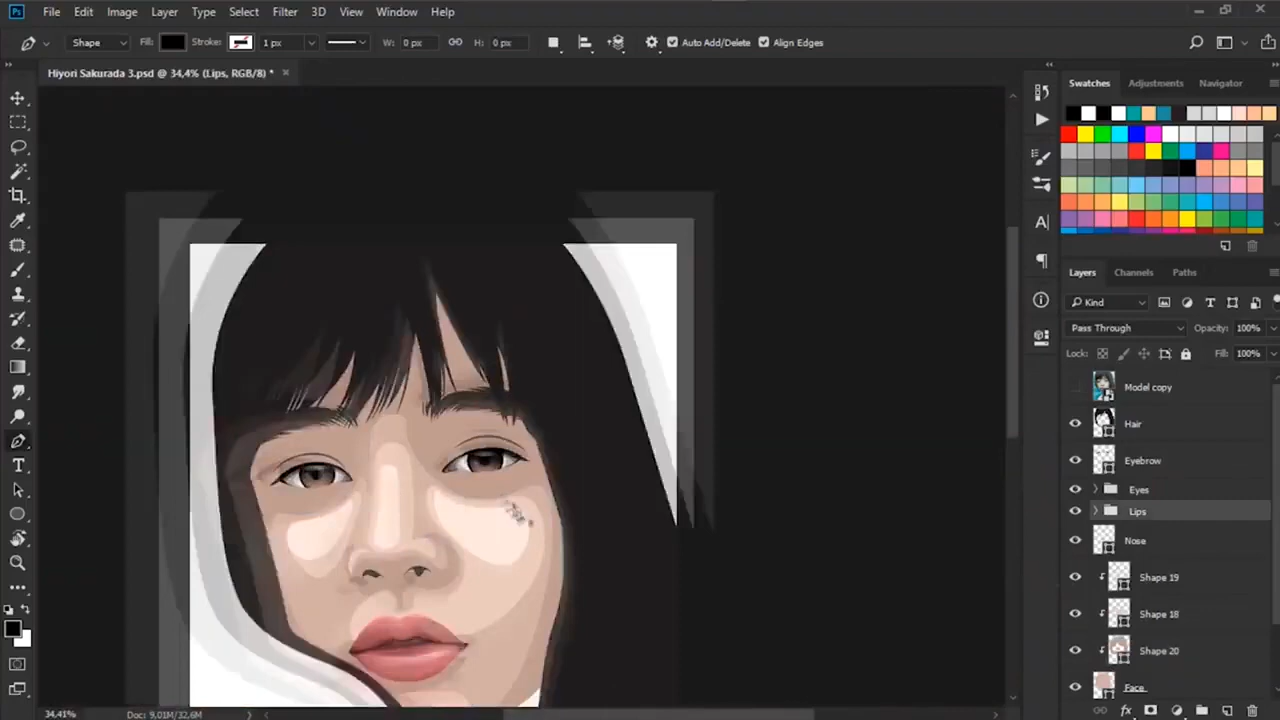 Ps File Edit Image Layer Type Select Filter 3D View Window Help
Shape Fill: Stroke: 1 px W: 0 px H: 0 px Auto Add/Delete Align Edges
Hiyori Sakurada 3.psd @ 34,4% (Lips, RGB/8) *
Swatches Adjustments Navigator
Layers Channels Paths
Kind
Pass Through Opacity: 100%
Lock: Fill: 100%
Model copy
Hair
Eyebrow
Eyes
Lips
Nose
Shape 19
Shape 18
Shape 20
Face
34,41% Doc: 9,01M/32,6M